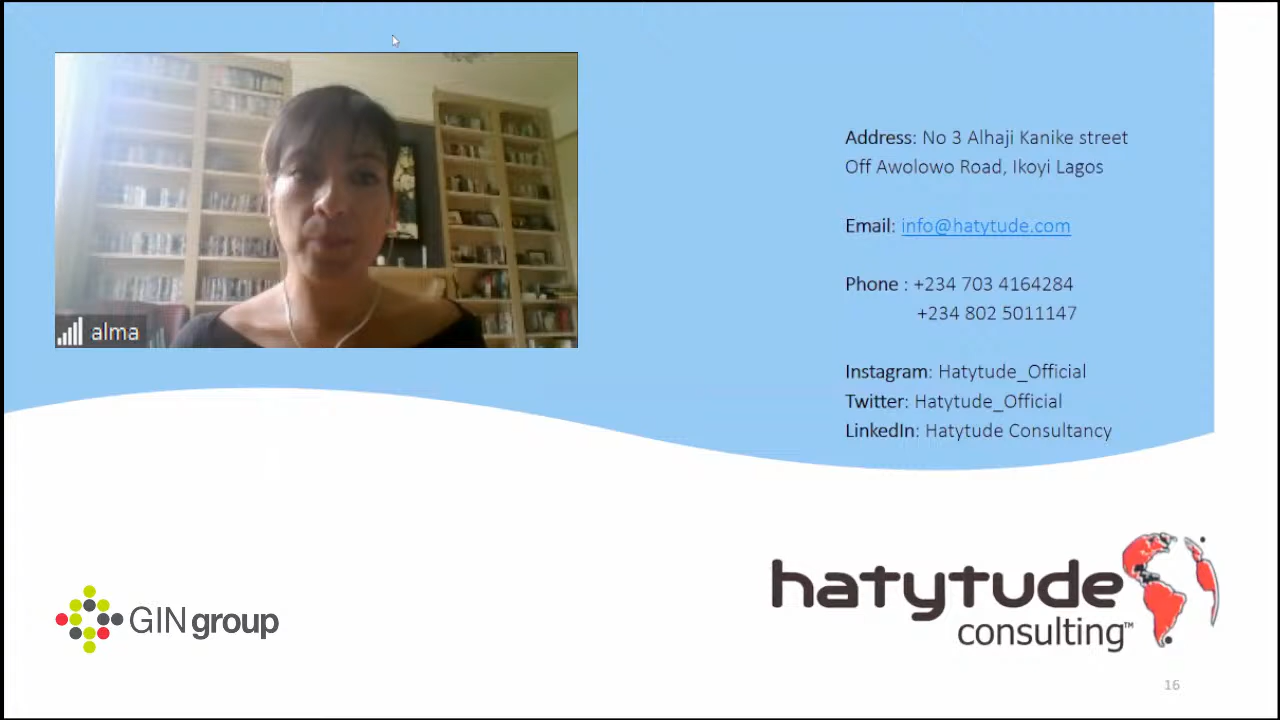 alma
Address: No 3 Alhaji Kanike street
Off Awolowo Road, Ikoyi Lagos
Email: info@hatytude.com
Phone : +234 703 4164284
+234 802 5011147
Instagram: Hatytude_Official
Twitter: Hatytude_Official
LinkedIn: Hatytude Consultancy
GIN group
hatytude
consulting™
16